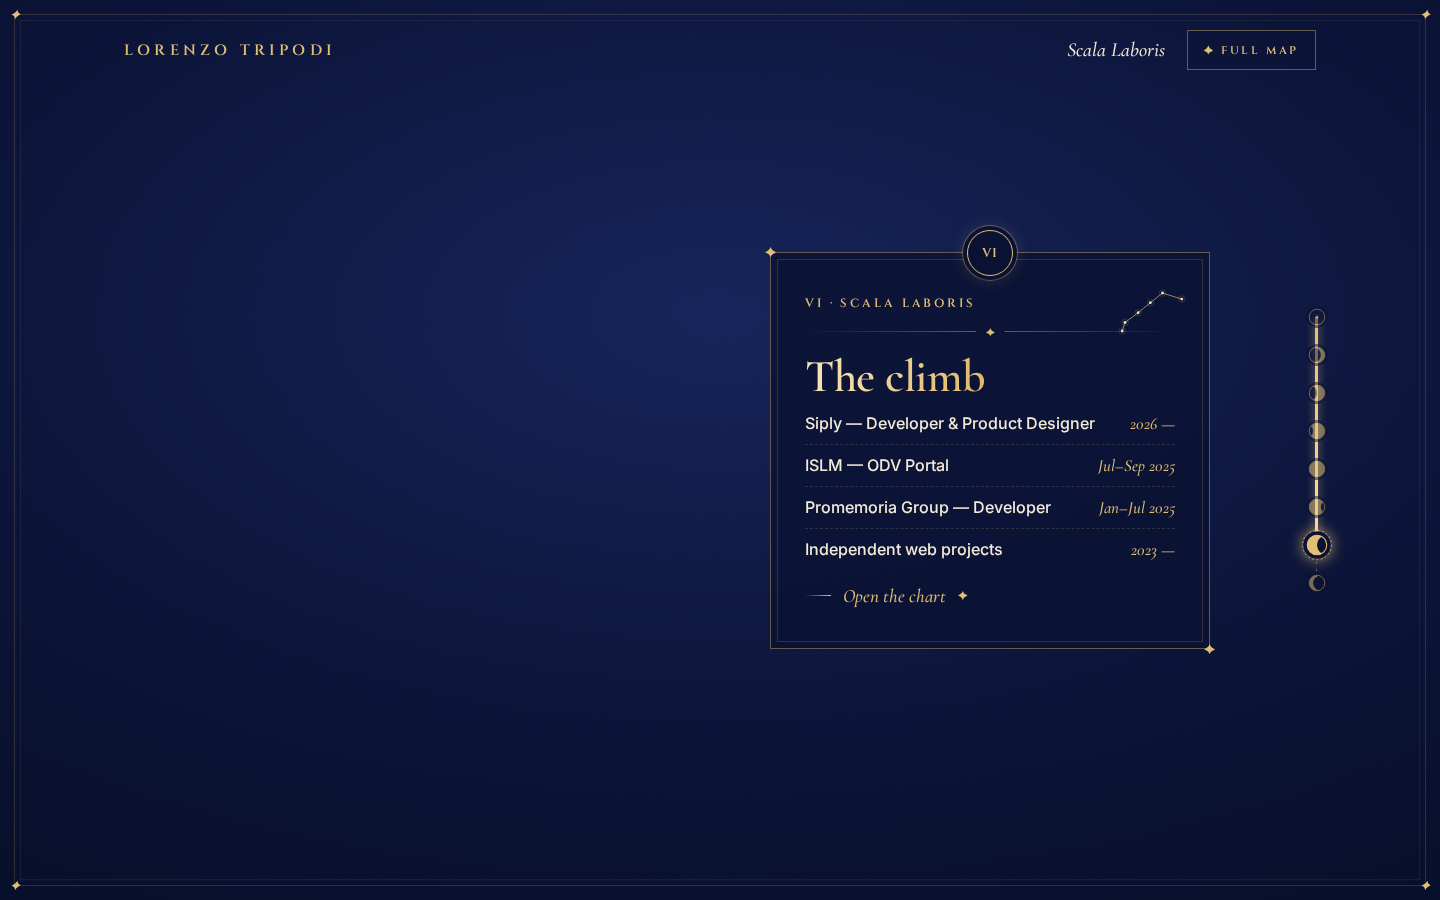 LORENZO TRIPODI
Scala Laboris
FULL MAP
VI
VI · SCALA LABORIS
The climb
Siply — Developer & Product Designer 2026 —
ISLM — ODV Portal Jul–Sep 2025
Promemoria Group — Developer Jan–Jul 2025
Independent web projects 2023 —
Open the chart